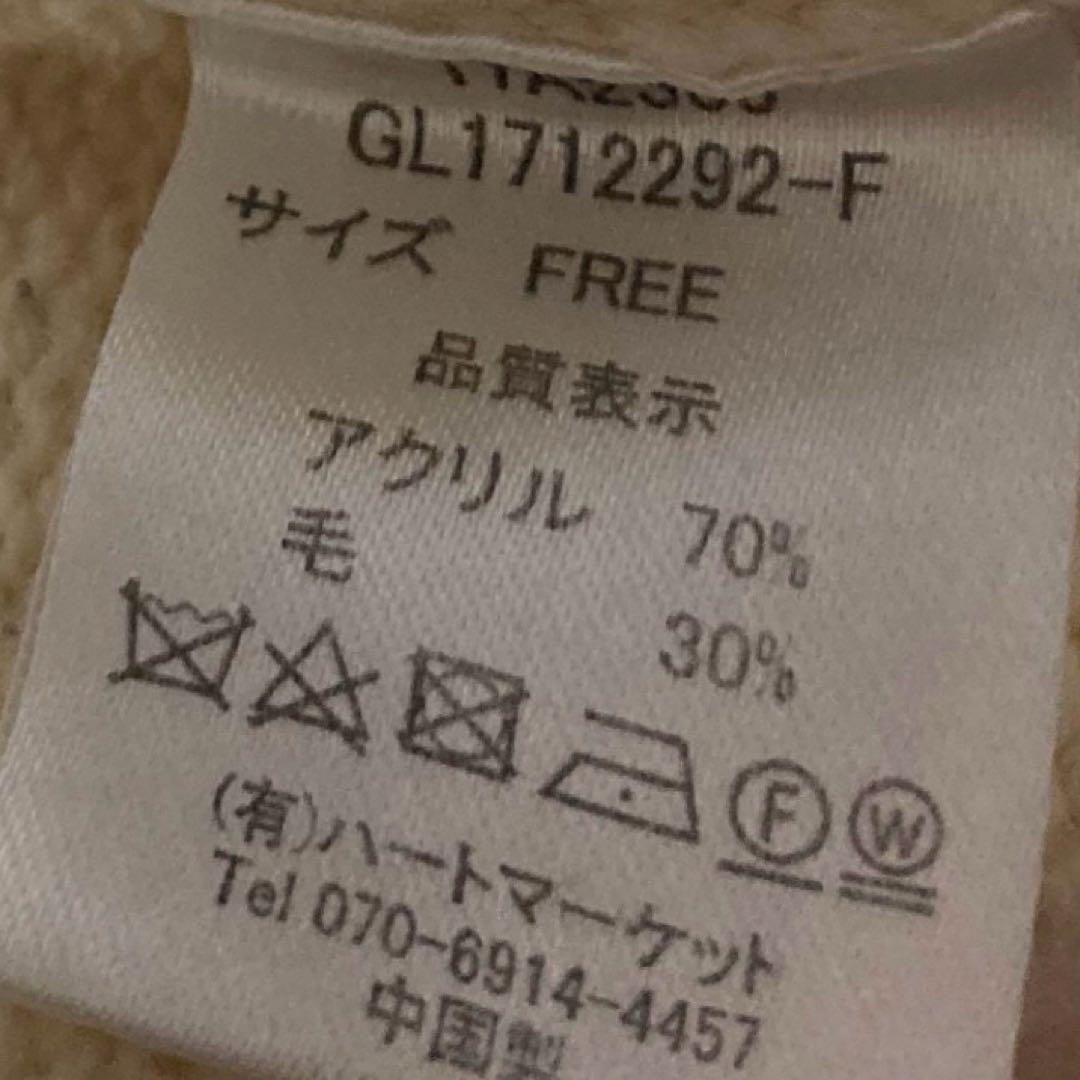 GL1712292-F
サイズ FREE
品質表示
アクリル 70%
毛 30%
F W
(有)ハートマーケット
Tel 070-6914-4457
中国製